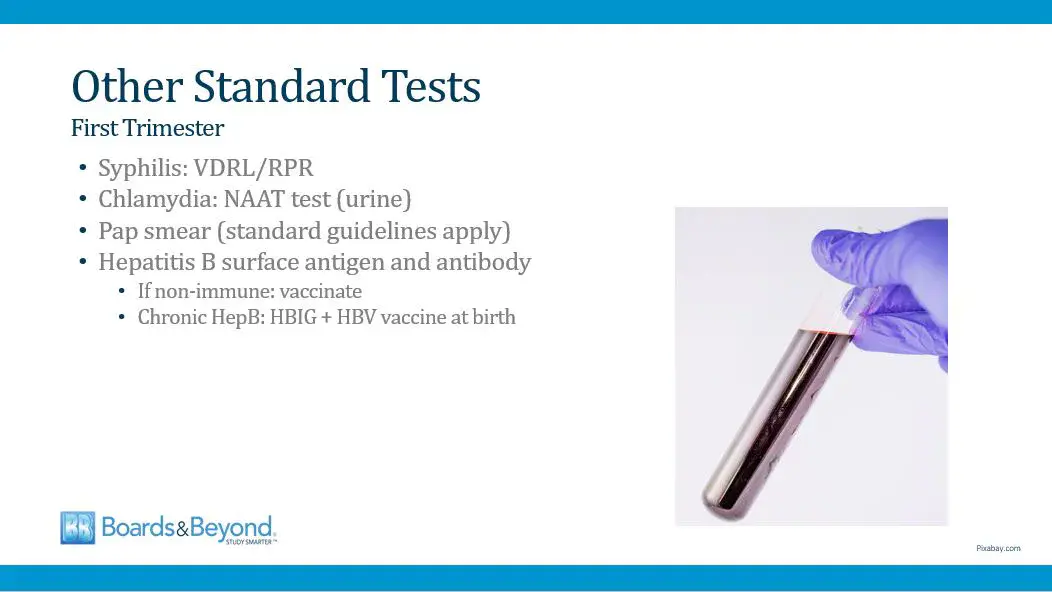 Other Standard Tests
First Trimester
• Syphilis: VDRL/RPR
• Chlamydia: NAAT test (urine)
• Pap smear (standard guidelines apply)
• Hepatitis B surface antigen and antibody
• If non-immune: vaccinate
• Chronic HepB: HBIG + HBV vaccine at birth
BB Boards&Beyond®
STUDY SMARTER™
Pixabay.com